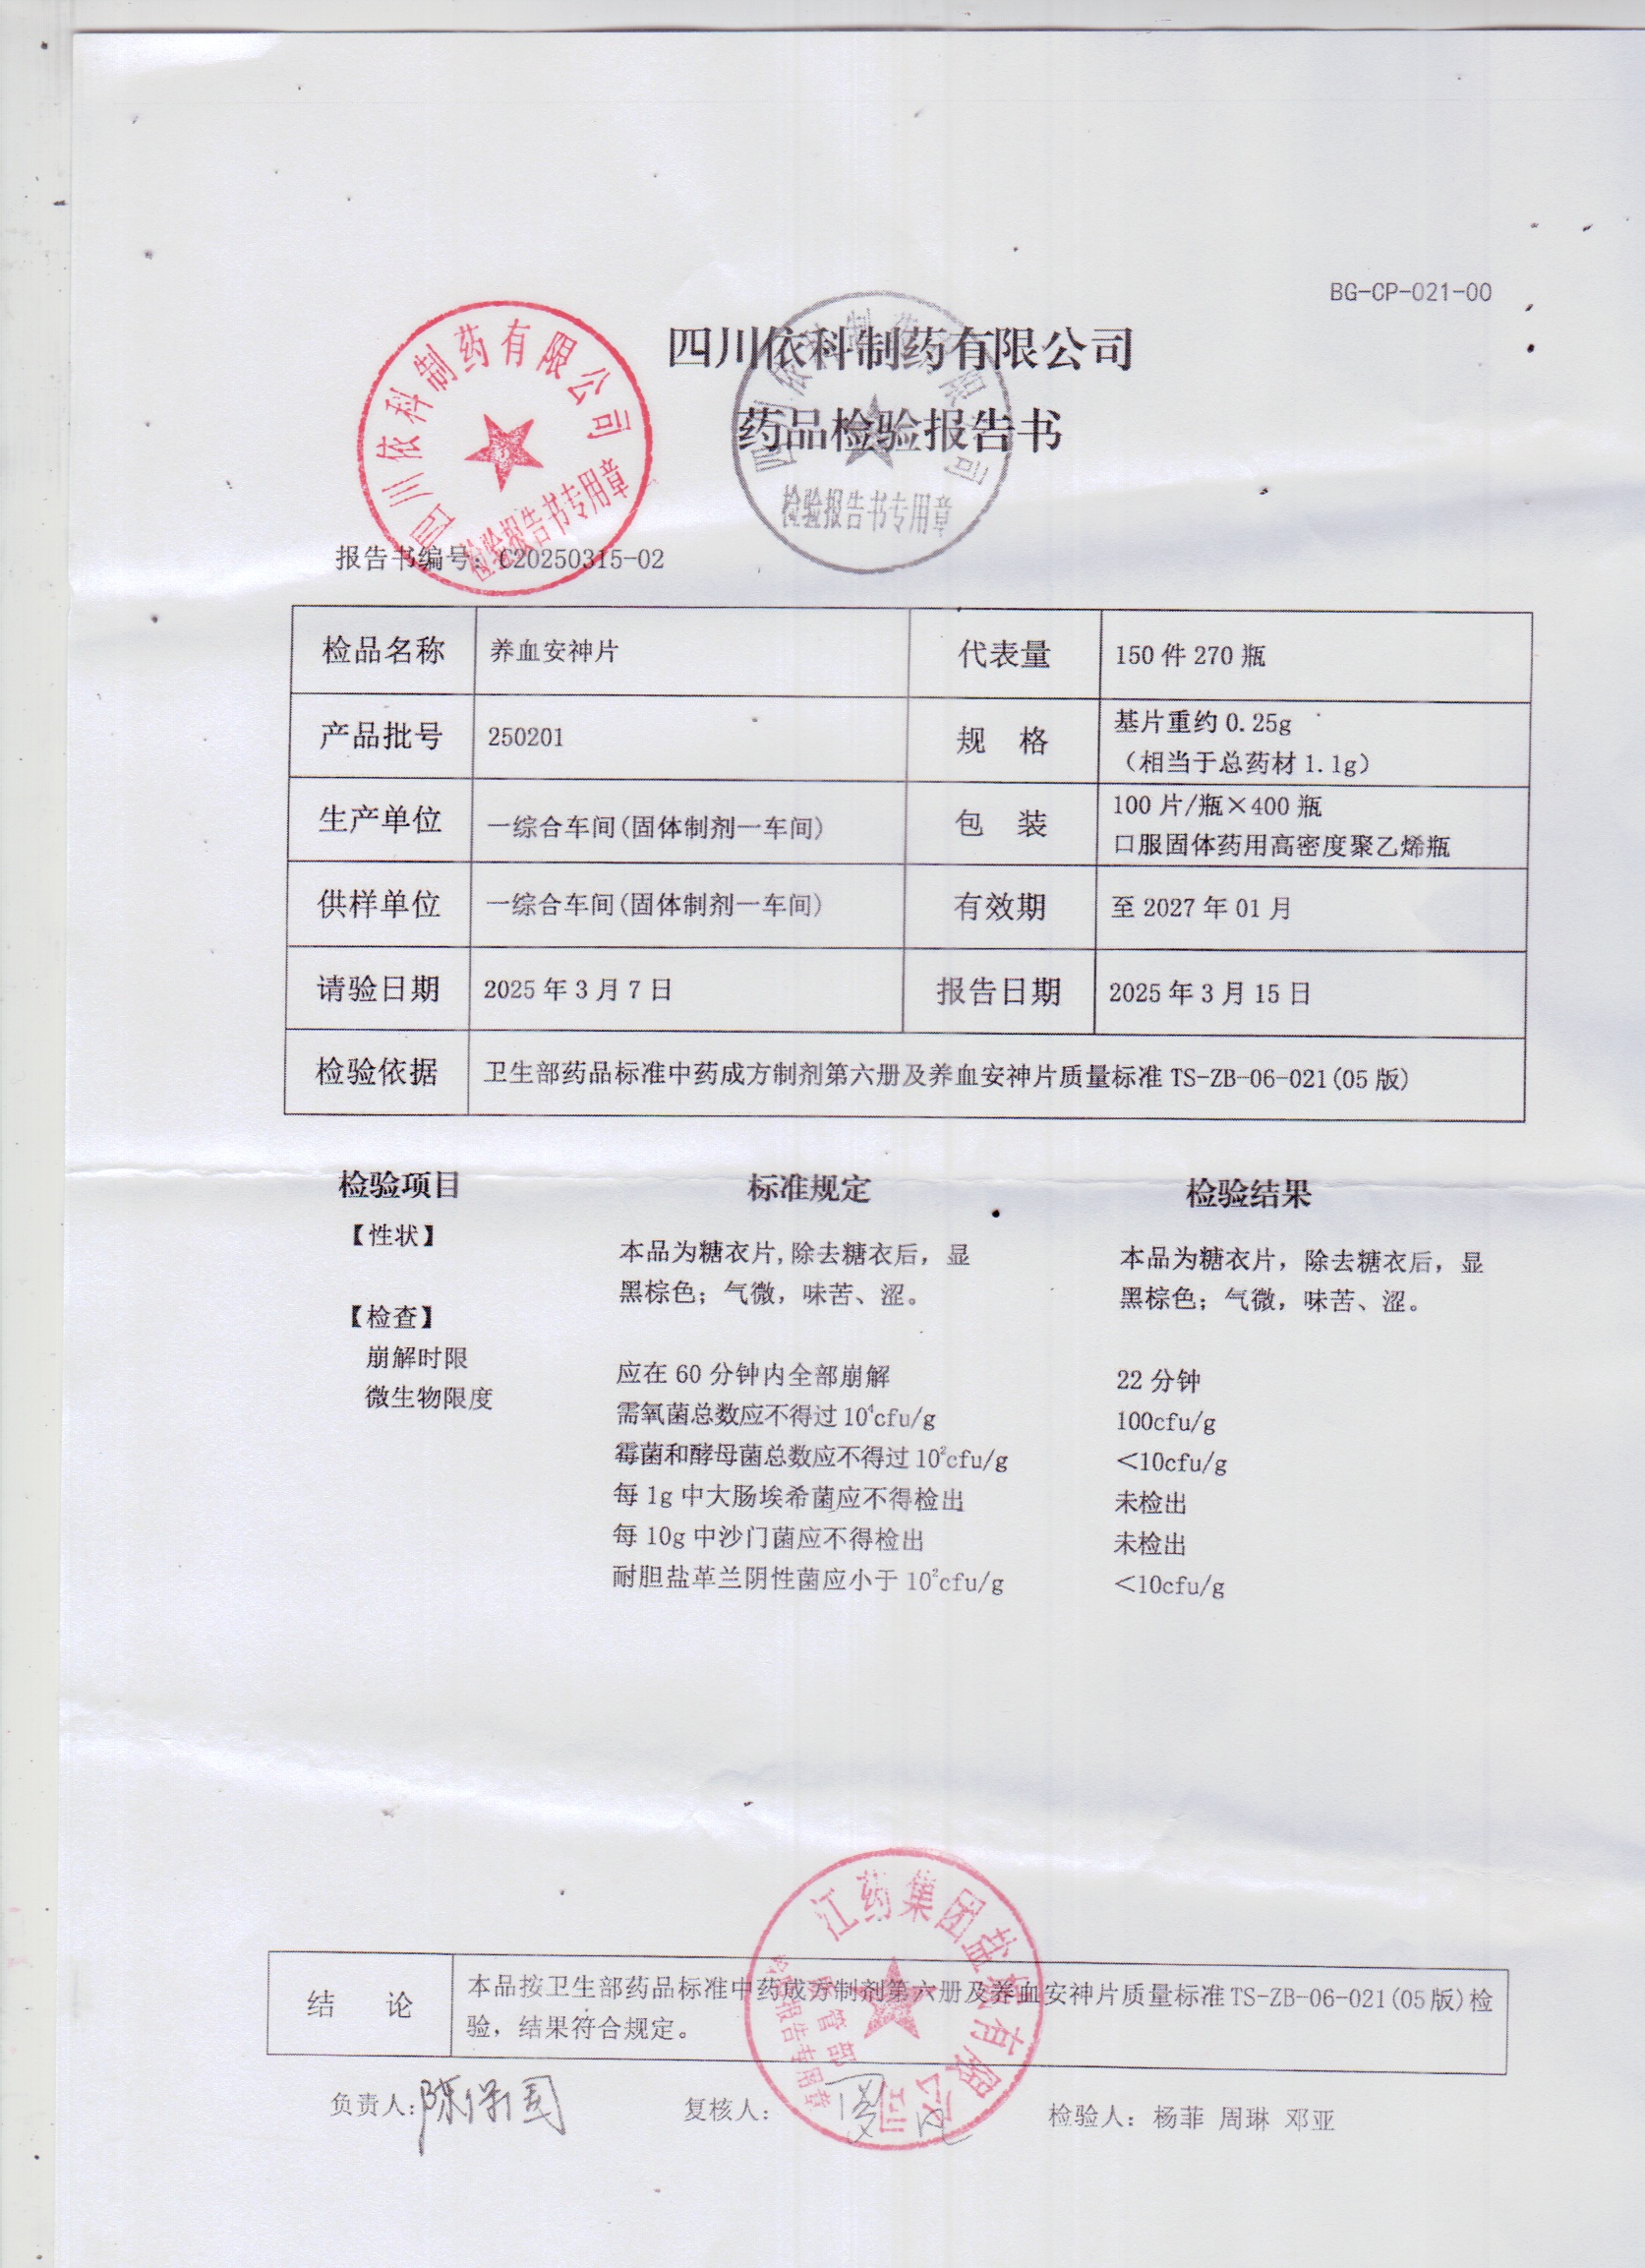 BG-CP-021-00
四川依科制药有限公司
药品检验报告书
四川依科制药有限公司
检验报告书专用章
四川依科制药有限公司
检验报告书专用章
报告书编号：C20250315-02
检品名称 养血安神片 代表量 150件270瓶
产品批号 250201 规 格 基片重约0.25g
（相当于总药材1.1g）
生产单位 一综合车间(固体制剂一车间) 包 装 100片/瓶×400瓶
口服固体药用高密度聚乙烯瓶
供样单位 一综合车间(固体制剂一车间) 有效期 至2027年01月
请验日期 2025年3月7日 报告日期 2025年3月15日
检验依据 卫生部药品标准中药成方制剂第六册及养血安神片质量标准TS-ZB-06-021(05版)
检验项目 标准规定 检验结果
【性状】 本品为糖衣片,除去糖衣后，显 本品为糖衣片，除去糖衣后，显
黑棕色；气微，味苦、涩。 黑棕色；气微，味苦、涩。
【检查】
崩解时限 应在60分钟内全部崩解 22分钟
微生物限度 需氧菌总数应不得过10⁴cfu/g 100cfu/g
霉菌和酵母菌总数应不得过10²cfu/g ＜10cfu/g
每1g中大肠埃希菌应不得检出 未检出
每10g中沙门菌应不得检出 未检出
耐胆盐革兰阴性菌应小于10²cfu/g ＜10cfu/g
结 论 本品按卫生部药品标准中药成方制剂第六册及养血安神片质量标准TS-ZB-06-021(05版)检
验，结果符合规定。
江药集团盐 有限公司
管部
报告专用章
负责人: 陈 复核人： 检验人：杨菲 周琳 邓亚